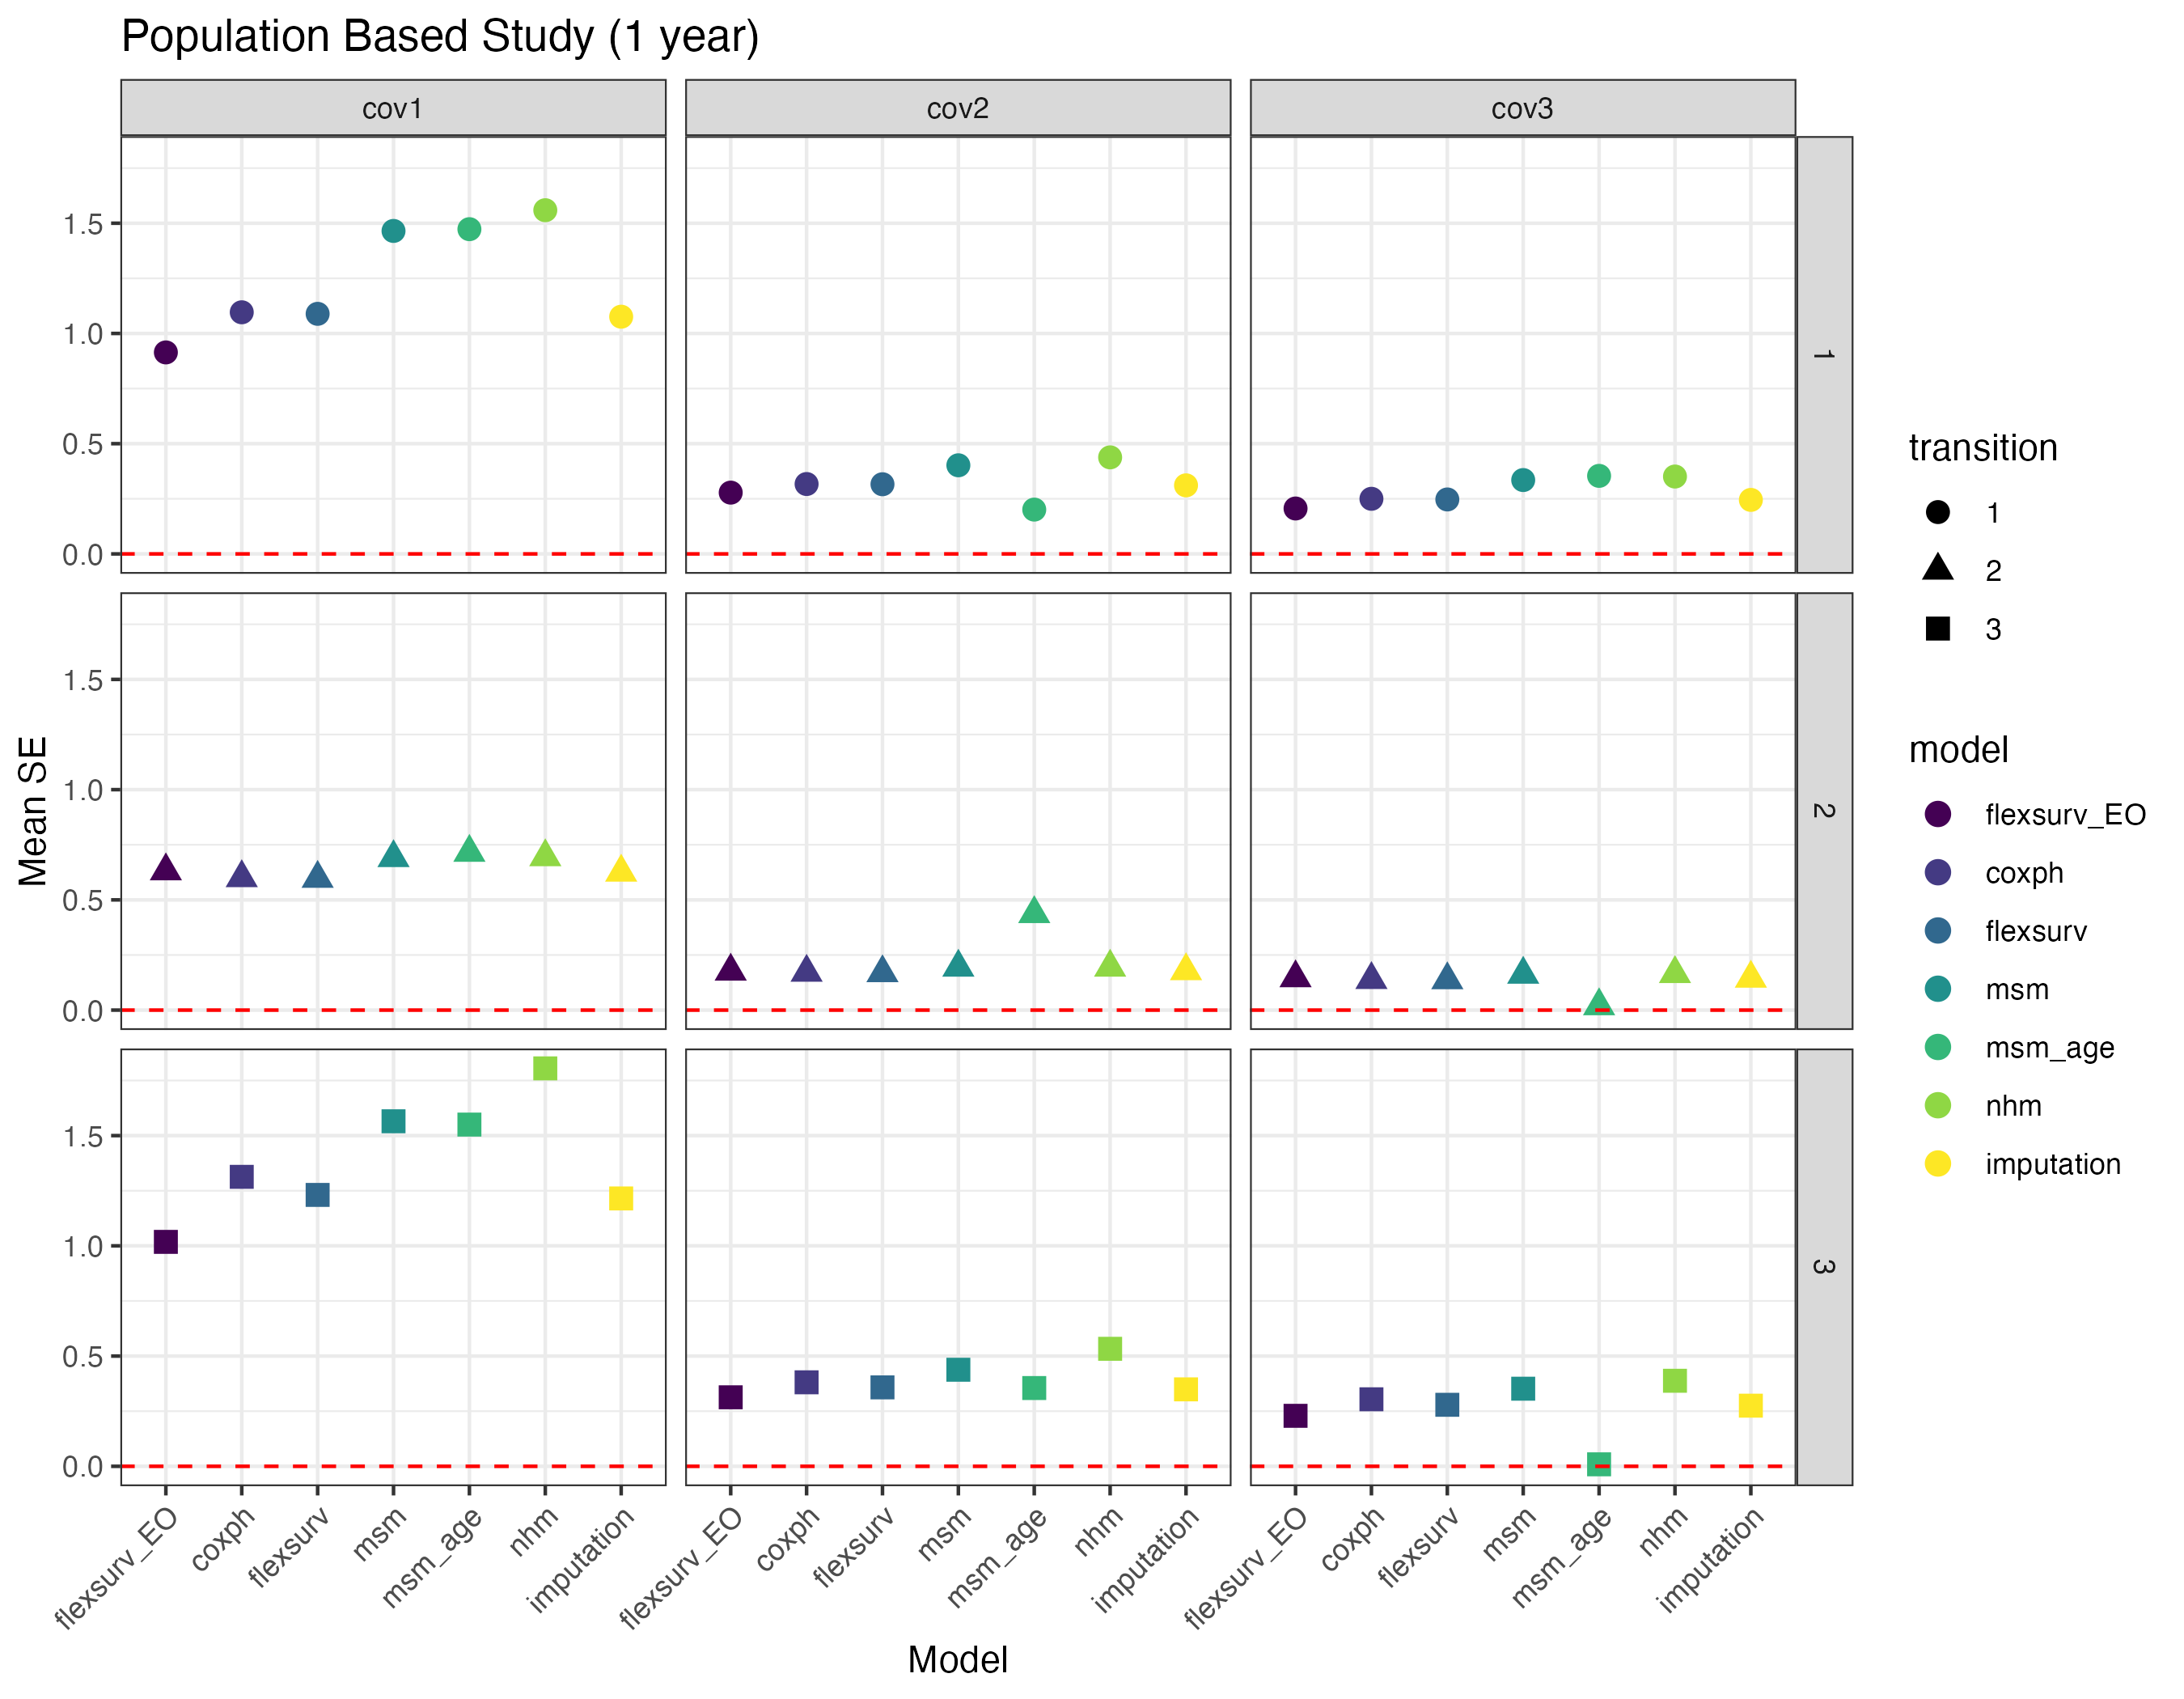 Population Based Study (1 year)
cov1
cov2
cov3
1.5
1.0
0.5
0.0
1
1.5
1.0
0.5
0.0
2
1.5
1.0
0.5
0.0
3
Mean SE
flexsurv_EO
coxph
flexsurv
msm
msm_age
nhm
imputation
flexsurv_EO
coxph
flexsurv
msm
msm_age
nhm
imputation
flexsurv_EO
coxph
flexsurv
msm
msm_age
nhm
imputation
Model
transition
1
2
3
model
flexsurv_EO
coxph
flexsurv
msm
msm_age
nhm
imputation